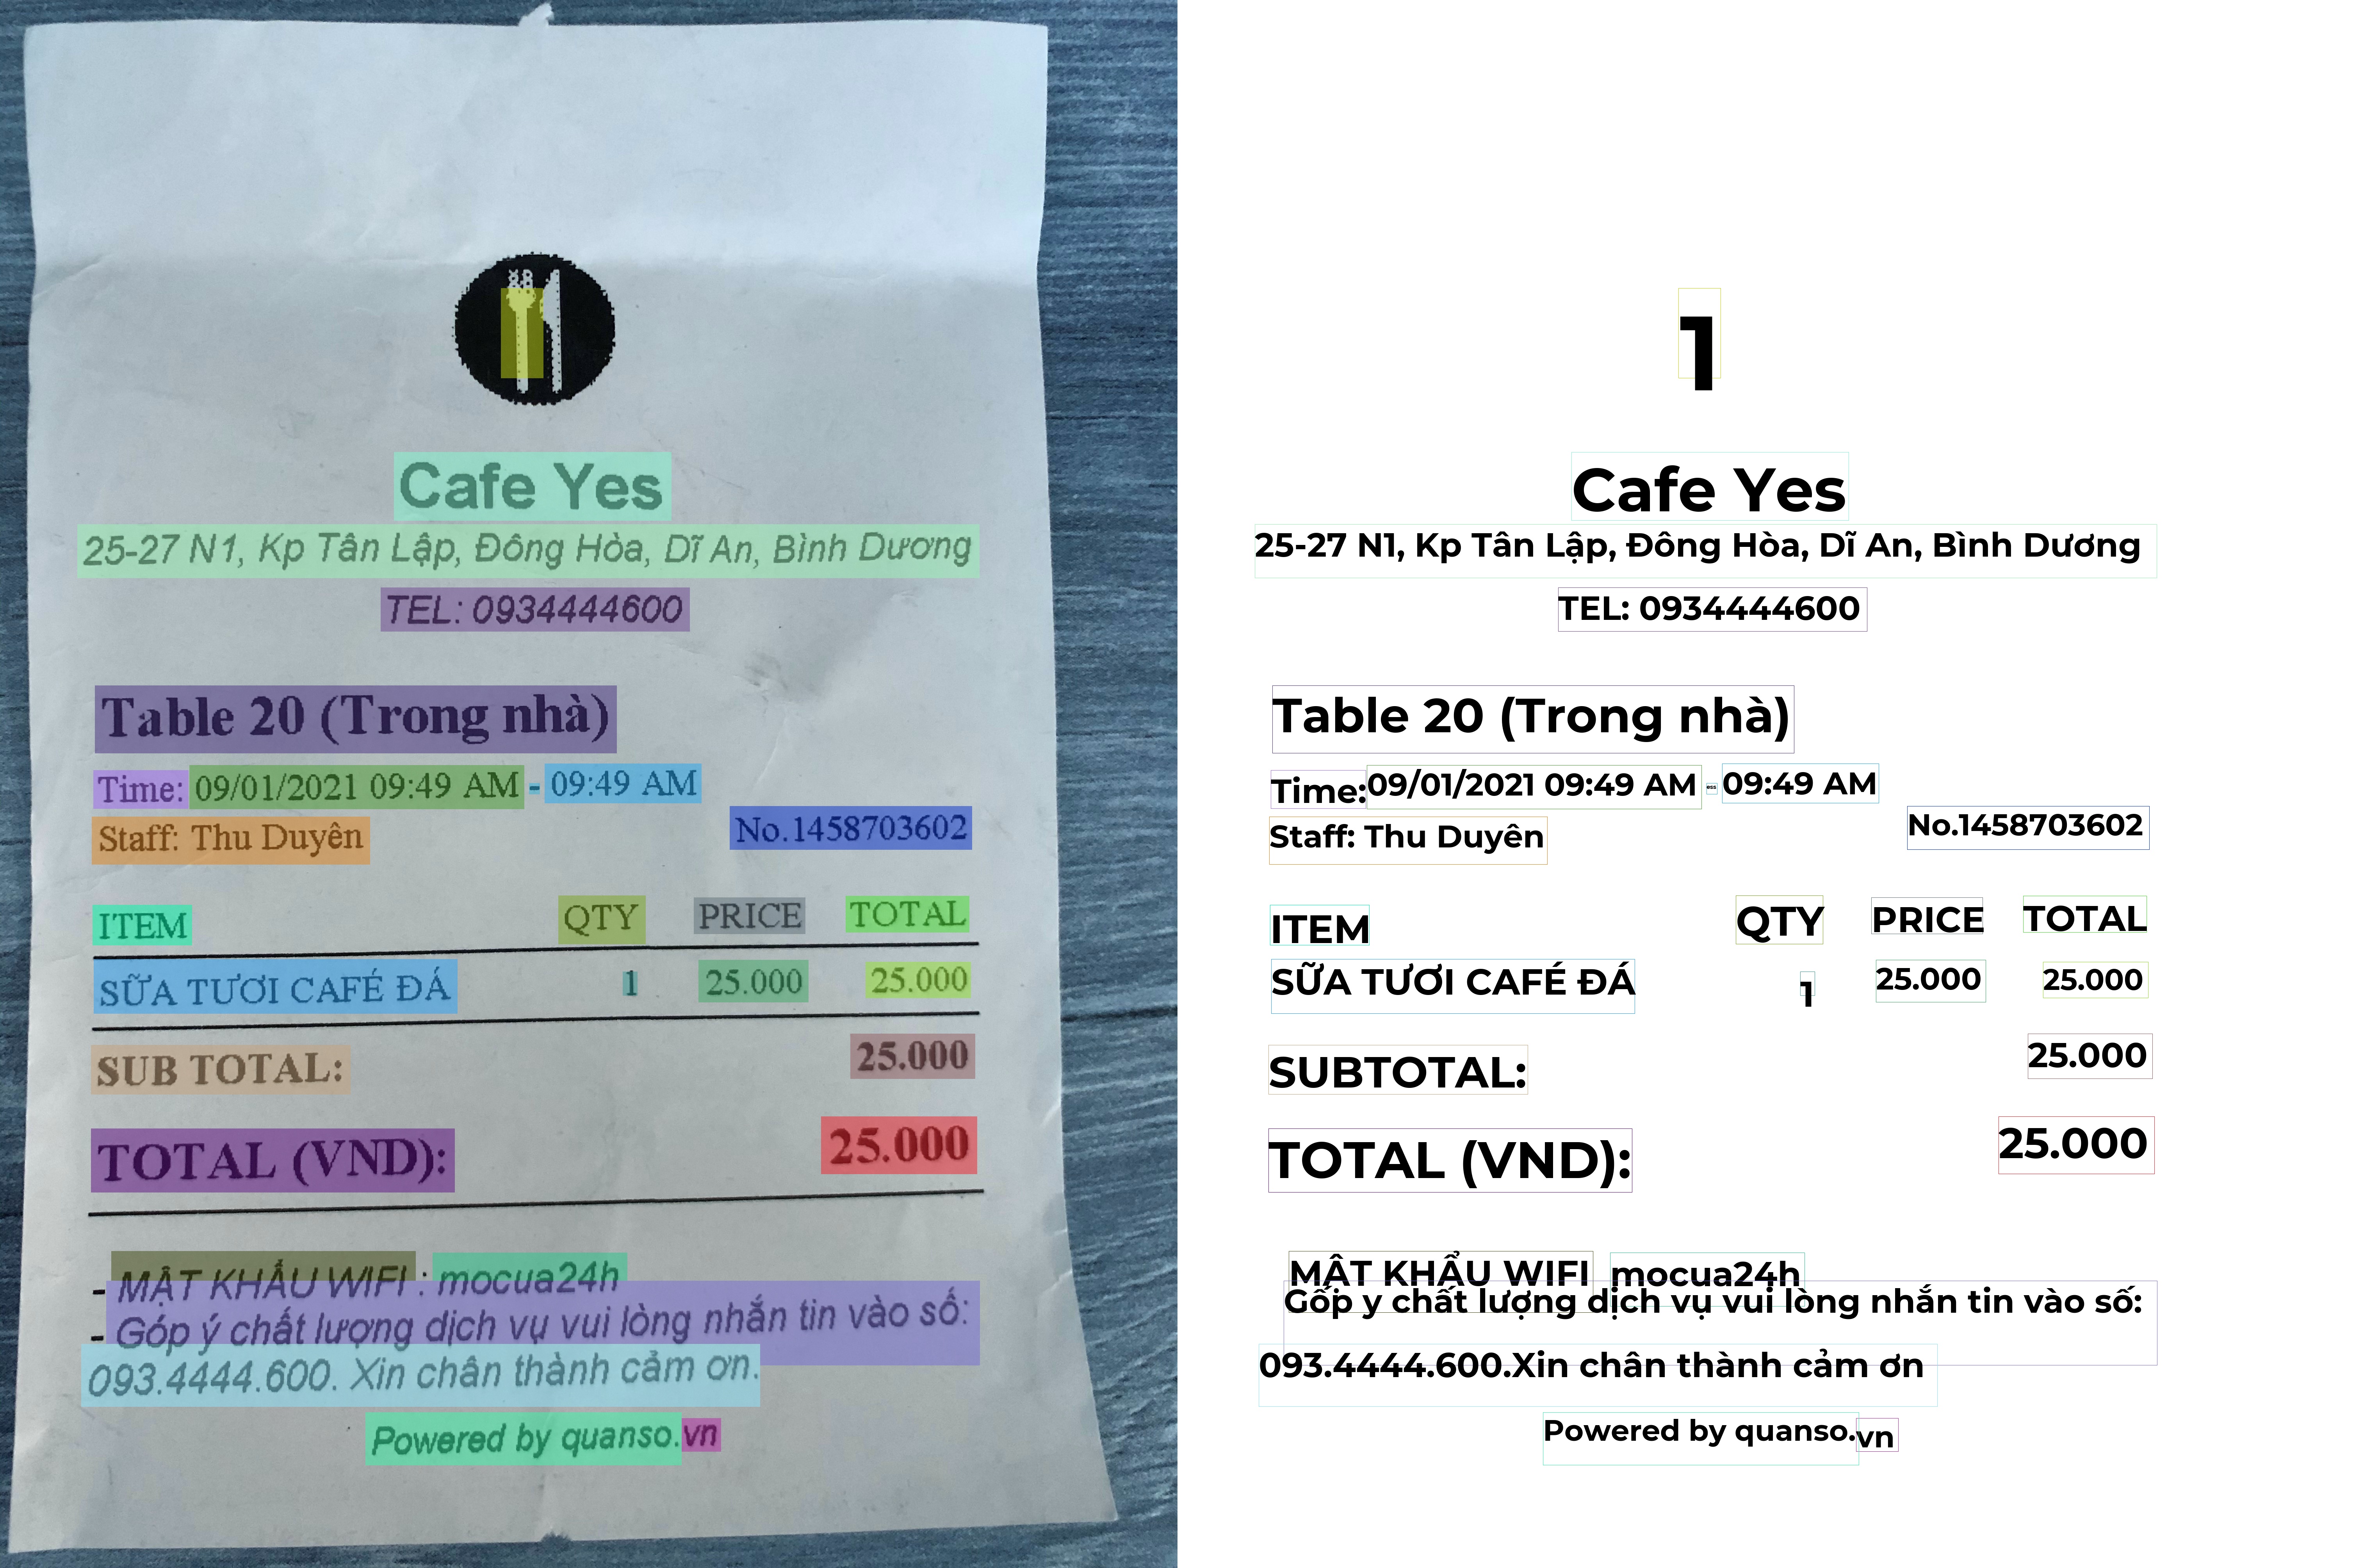 Cafe Yes
25-27 N1, Kp Tân Lập, Đông Hòa, Dĩ An, Bình Dương
TEL: 0934444600
Table 20 (Trong nhà)
Time: 09/01/2021 09:49 AM - 09:49 AM
Staff: Thu Duyên No.1458703602
ITEM QTY PRICE TOTAL
SỮA TƯƠI CAFÉ ĐÁ 1 25.000 25.000
SUB TOTAL: 25.000
TOTAL (VND): 25.000
- MẬT KHẨU WIFI : mocua24h
- Góp ý chất lượng dịch vụ vui lòng nhắn tin vào số:
093.4444.600. Xin chân thành cảm ơn.
Powered by quanso.vn
1
Cafe Yes
25-27 N1, Kp Tân Lập, Đông Hòa, Dĩ An, Bình Dương
TEL: 0934444600
Table 20 (Trong nhà)
Time: 09/01/2021 09:49 AM 09:49 AM
Staff: Thu Duyên No.1458703602
ITEM QTY PRICE TOTAL
SỮA TƯƠI CAFÉ ĐÁ 1 25.000 25.000
SUBTOTAL: 25.000
TOTAL (VND): 25.000
MẬT KHẨU WIFI mocua24h
Gốp y chất lượng dịch vụ vui lòng nhắn tin vào số:
093.4444.600.Xin chân thành cảm ơn
Powered by quanso.vn